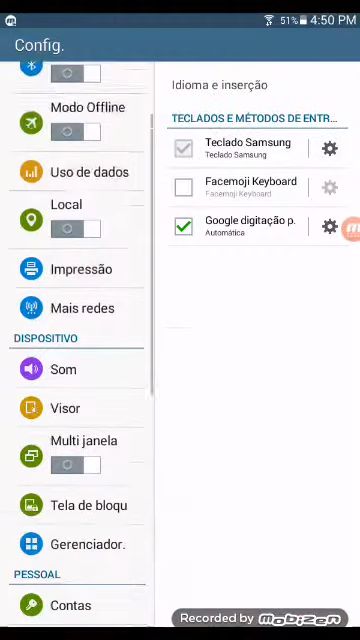 51% 4:50 PM
Config.
Modo Offline
Uso de dados
Local
Impressão
Mais redes
DISPOSITIVO
Som
Visor
Multi janela
Tela de bloqu
Gerenciador.
PESSOAL
Contas
Idioma e inserção
TECLADOS E MÉTODOS DE ENTR...
Teclado Samsung
Teclado Samsung
Facemoji Keyboard
Facemoji Keyboard
Google digitação p.
Automática
Recorded by MOBIZEN